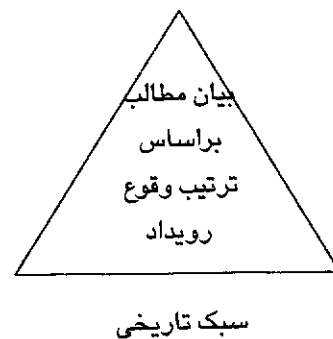 بیان مطالب
براساس
ترتیب وقوع
رویداد
سبک تاریخی